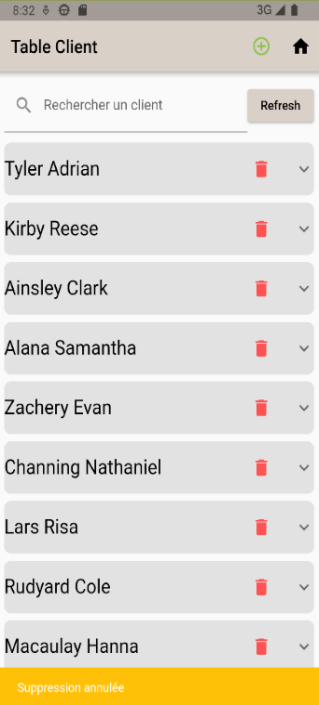 8:32 3G
Table Client
Rechercher un client Refresh
Tyler Adrian
Kirby Reese
Ainsley Clark
Alana Samantha
Zachery Evan
Channing Nathaniel
Lars Risa
Rudyard Cole
Macaulay Hanna
Suppression annulée